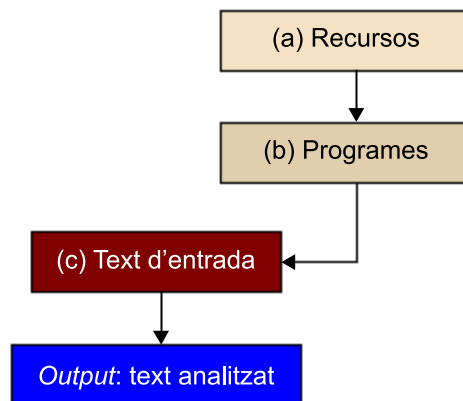 (a) Recursos
(b) Programes
(c) Text d'entrada
Output: text analitzat